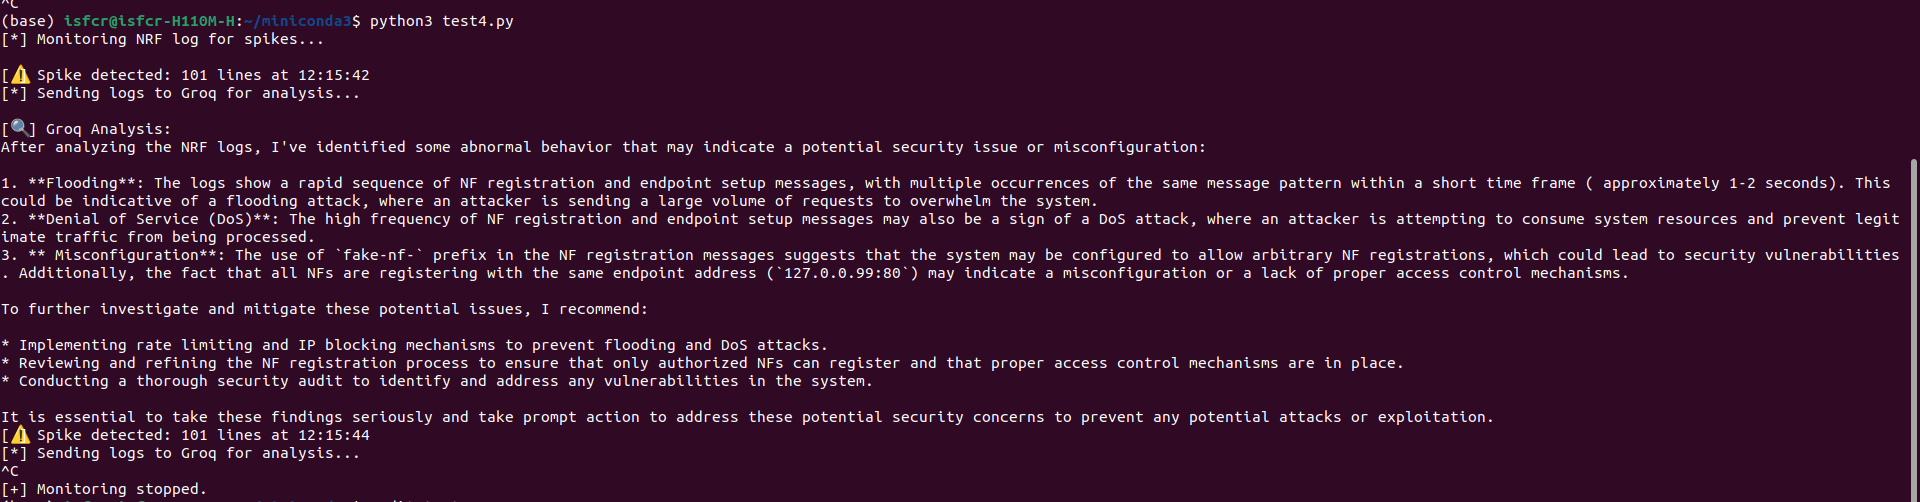 ^C
(base) isfcr@isfcr-H110M-H:~/miniconda3$ python3 test4.py
[*] Monitoring NRF log for spikes...
[⚠️ Spike detected: 101 lines at 12:15:42
[*] Sending logs to Groq for analysis...
[🔍] Groq Analysis:
After analyzing the NRF logs, I've identified some abnormal behavior that may indicate a potential security issue or misconfiguration:
1. **Flooding**: The logs show a rapid sequence of NF registration and endpoint setup messages, with multiple occurrences of the same message pattern within a short time frame ( approximately 1-2 seconds). This
could be indicative of a flooding attack, where an attacker is sending a large volume of requests to overwhelm the system.
2. **Denial of Service (DoS)**: The high frequency of NF registration and endpoint setup messages may also be a sign of a DoS attack, where an attacker is attempting to consume system resources and prevent legit
imate traffic from being processed.
3. ** Misconfiguration**: The use of `fake-nf-` prefix in the NF registration messages suggests that the system may be configured to allow arbitrary NF registrations, which could lead to security vulnerabilities
. Additionally, the fact that all NFs are registering with the same endpoint address (`127.0.0.99:80`) may indicate a misconfiguration or a lack of proper access control mechanisms.
To further investigate and mitigate these potential issues, I recommend:
* Implementing rate limiting and IP blocking mechanisms to prevent flooding and DoS attacks.
* Reviewing and refining the NF registration process to ensure that only authorized NFs can register and that proper access control mechanisms are in place.
* Conducting a thorough security audit to identify and address any vulnerabilities in the system.
It is essential to take these findings seriously and take prompt action to address these potential security concerns to prevent any potential attacks or exploitation.
[⚠️ Spike detected: 101 lines at 12:15:44
[*] Sending logs to Groq for analysis...
^C
[+] Monitoring stopped.